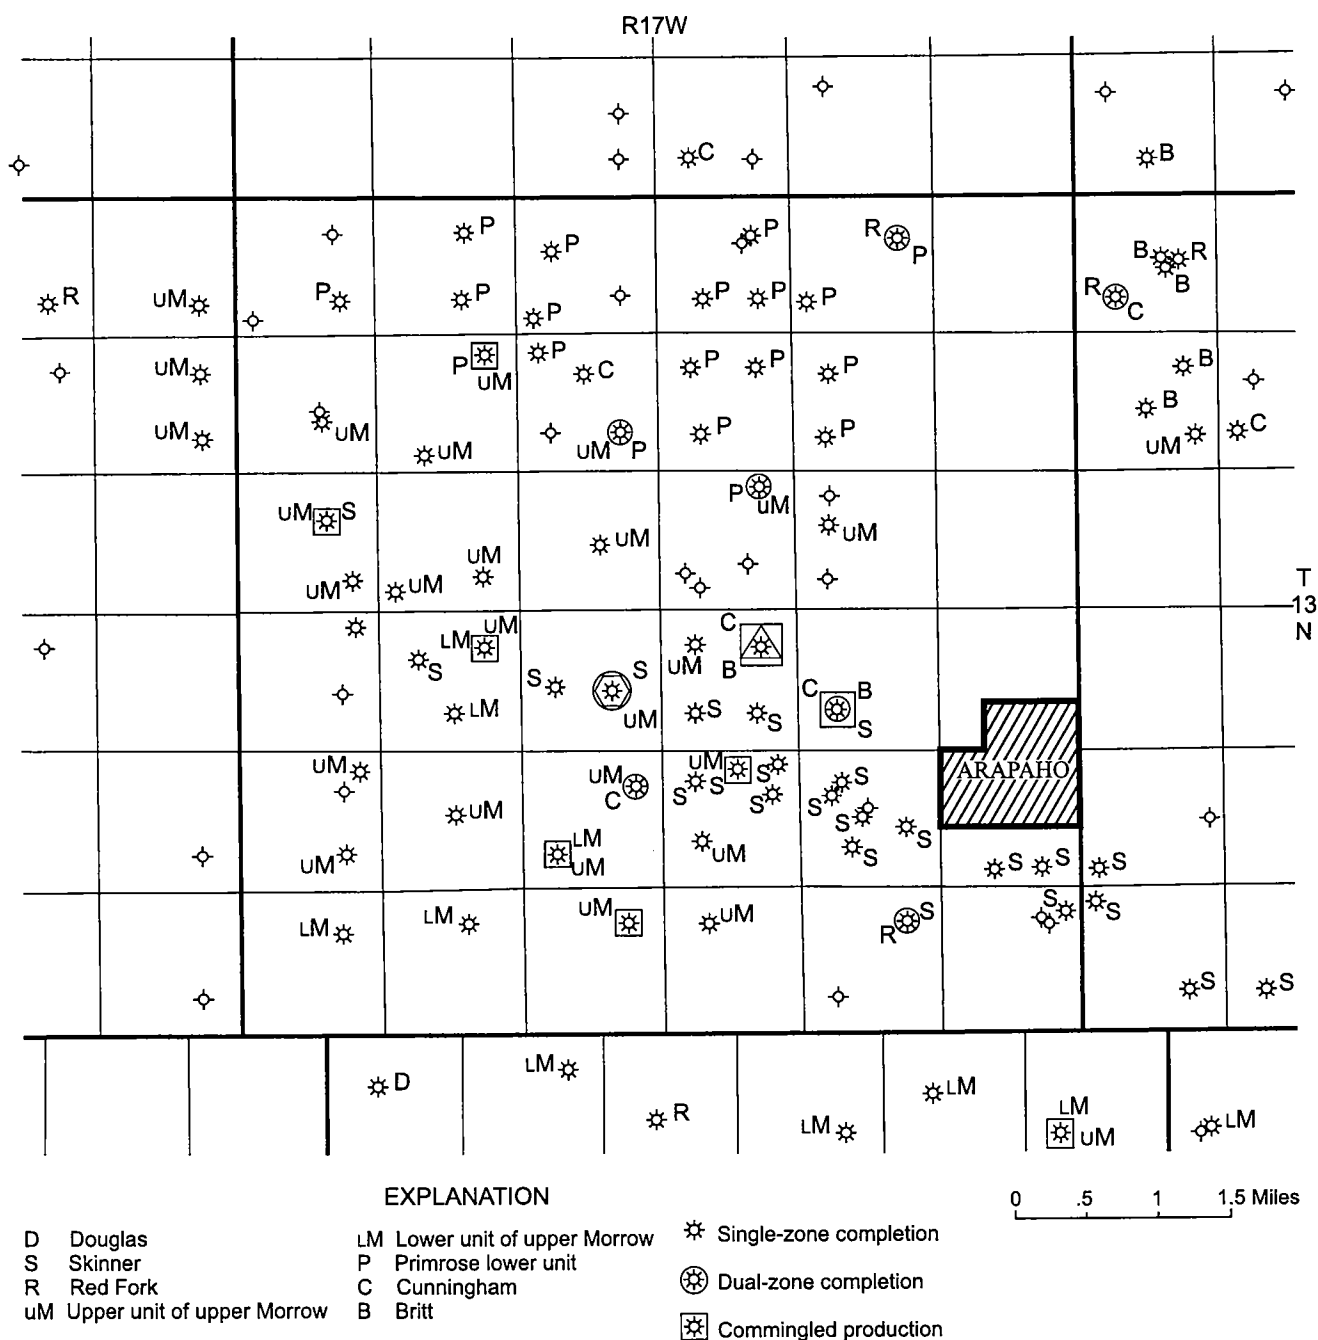 R17W
C
B
P
P
P
R
P
B
R
B
R
UM
P
P
P
P
P
P
R
C
UM
P
UM
P
C
P
P
P
B
B
UM
UM
UM
UM
P
P
P
UM
C
UM
S
P
UM
UM
UM
UM
UM
UM
UM
T
13
N
LM
UM
S
UM
C
B
S
S
UM
LM
S
S
C
B
S
UM
UM
C
UM
S
S
S
S
S
S
S
S
S
ARAPAHO
UM
UM
LM
UM
UM
S
S
S
LM
LM
UM
UM
R
S
S
S
S
S
D
LM
R
LM
LM
LM
UM
LM
EXPLANATION
0 .5 1 1.5 Miles
D Douglas
S Skinner
R Red Fork
uM Upper unit of upper Morrow
LM Lower unit of upper Morrow
P Primrose lower unit
C Cunningham
B Britt
Single-zone completion
Dual-zone completion
Commingled production